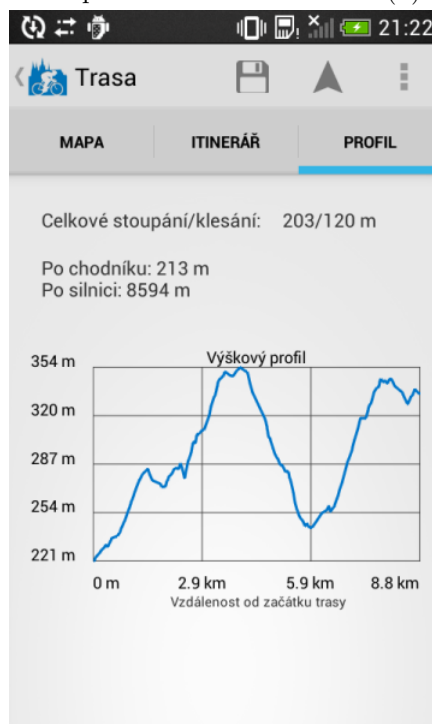 21:22
Trasa
MAPA ITINERÁŘ PROFIL
Celkové stoupání/klesání: 203/120 m
Po chodníku: 213 m
Po silnici: 8594 m
Výškový profil
354 m
320 m
287 m
254 m
221 m
0 m 2.9 km 5.9 km 8.8 km
Vzdálenost od začátku trasy